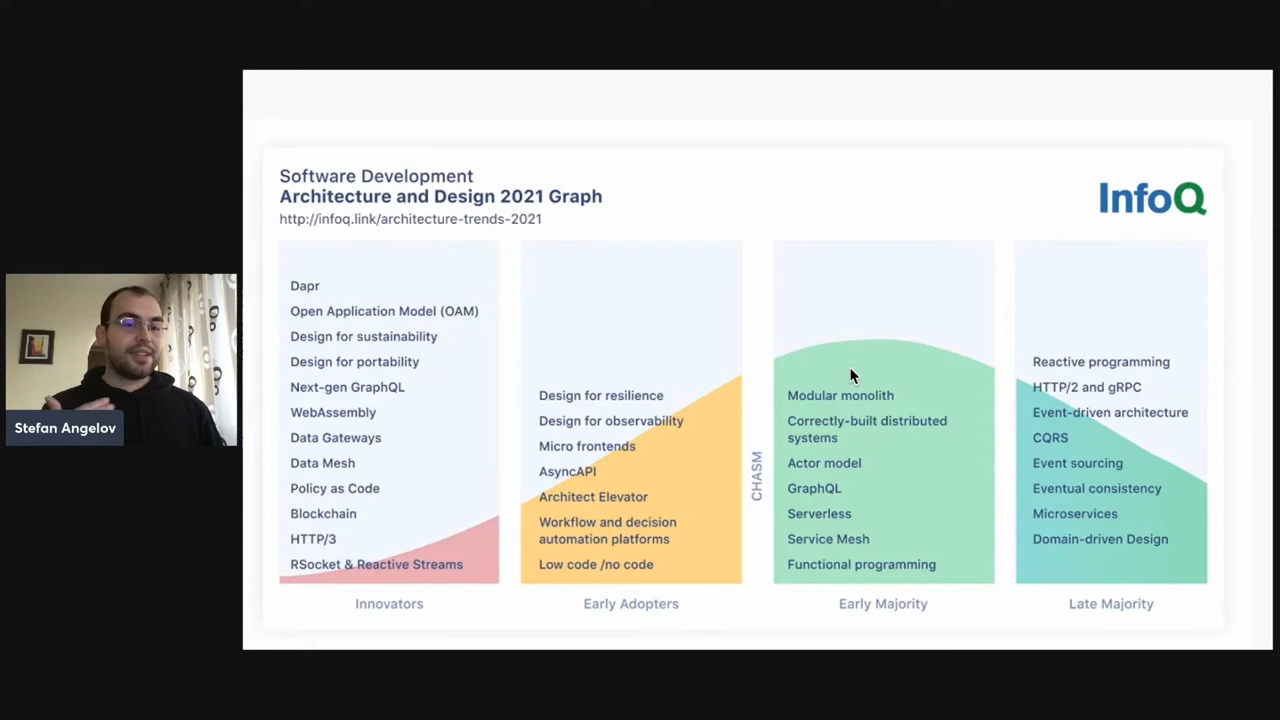 Software Development
Architecture and Design 2021 Graph
http://infoq.link/architecture-trends-2021
InfoQ
Dapr
Open Application Model (OAM)
Design for sustainability
Design for portability
Next-gen GraphQL
WebAssembly
Data Gateways
Data Mesh
Policy as Code
Blockchain
HTTP/3
RSocket & Reactive Streams
Innovators
Design for resilience
Design for observability
Micro frontends
AsyncAPI
Architect Elevator
Workflow and decision
automation platforms
Low code /no code
Early Adopters
CHASM
Modular monolith
Correctly-built distributed
systems
Actor model
GraphQL
Serverless
Service Mesh
Functional programming
Early Majority
Reactive programming
HTTP/2 and gRPC
Event-driven architecture
CQRS
Event sourcing
Eventual consistency
Microservices
Domain-driven Design
Late Majority
Stefan Angelov